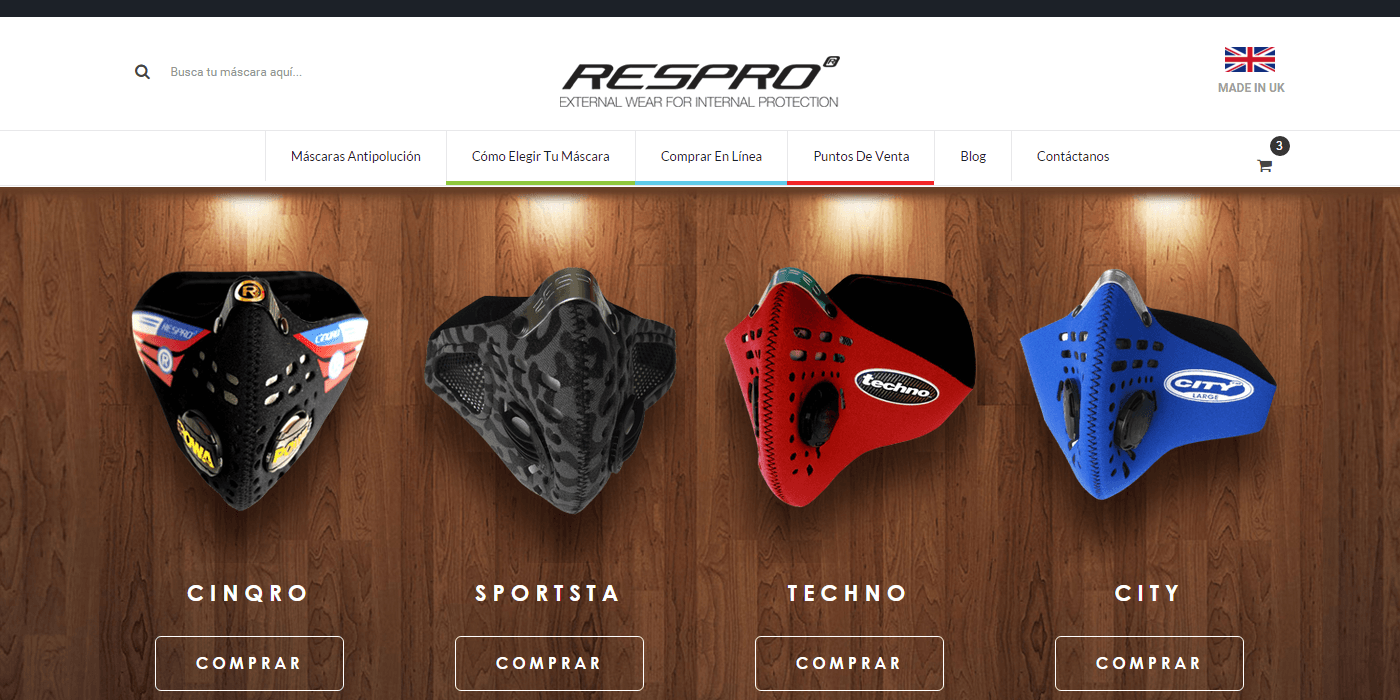 Busca tu máscara aquí...
RESPRO®
EXTERNAL WEAR FOR INTERNAL PROTECTION
MADE IN UK
Máscaras Antipolución
Cómo Elegir Tu Máscara
Comprar En Línea
Puntos De Venta
Blog
Contáctanos
3
R
RESPRO
CINQRO
R
POWA
POWA
techno
CITY
LARGE
CINQRO
SPORTSTA
TECHNO
CITY
COMPRAR
COMPRAR
COMPRAR
COMPRAR